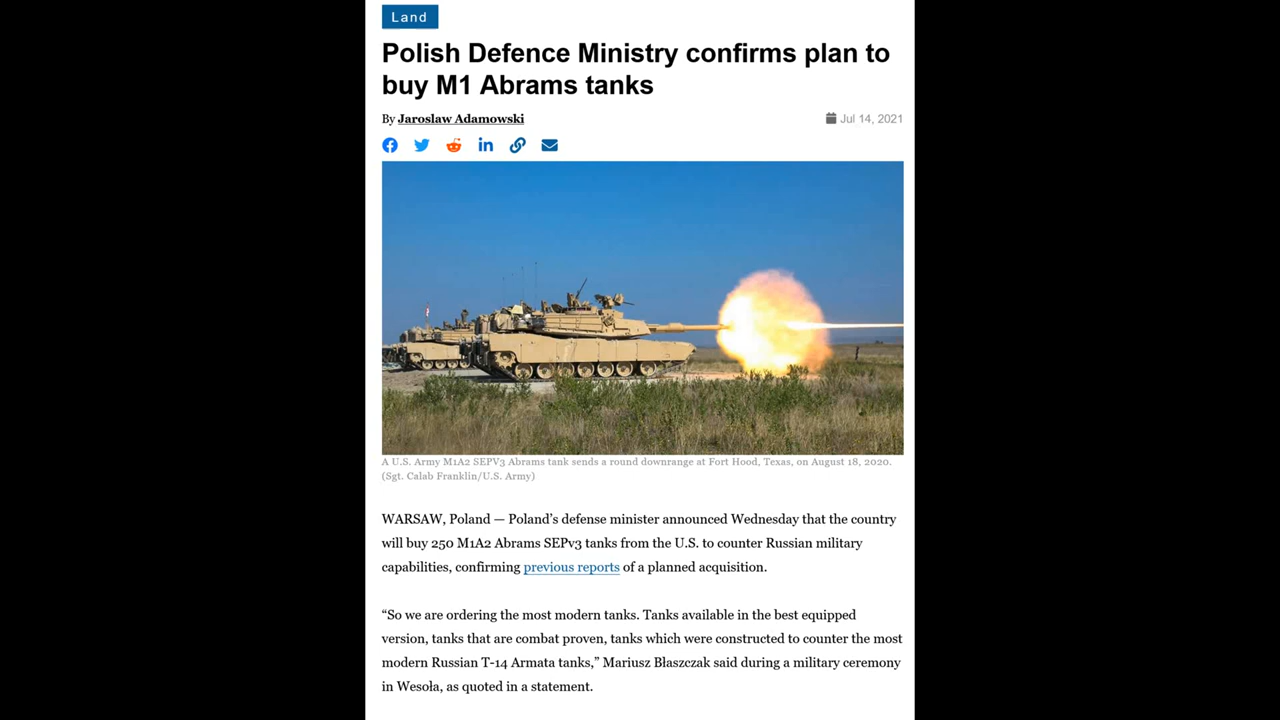 Land
Polish Defence Ministry confirms plan to
buy M1 Abrams tanks
By Jaroslaw Adamowski
Jul 14, 2021
A U.S. Army M1A2 SEPV3 Abrams tank sends a round downrange at Fort Hood, Texas, on August 18, 2020.
(Sgt. Calab Franklin/U.S. Army)
WARSAW, Poland — Poland’s defense minister announced Wednesday that the country
will buy 250 M1A2 Abrams SEPv3 tanks from the U.S. to counter Russian military
capabilities, confirming previous reports of a planned acquisition.
“So we are ordering the most modern tanks. Tanks available in the best equipped
version, tanks that are combat proven, tanks which were constructed to counter the most
modern Russian T-14 Armata tanks,” Mariusz Błaszczak said during a military ceremony
in Wesoła, as quoted in a statement.